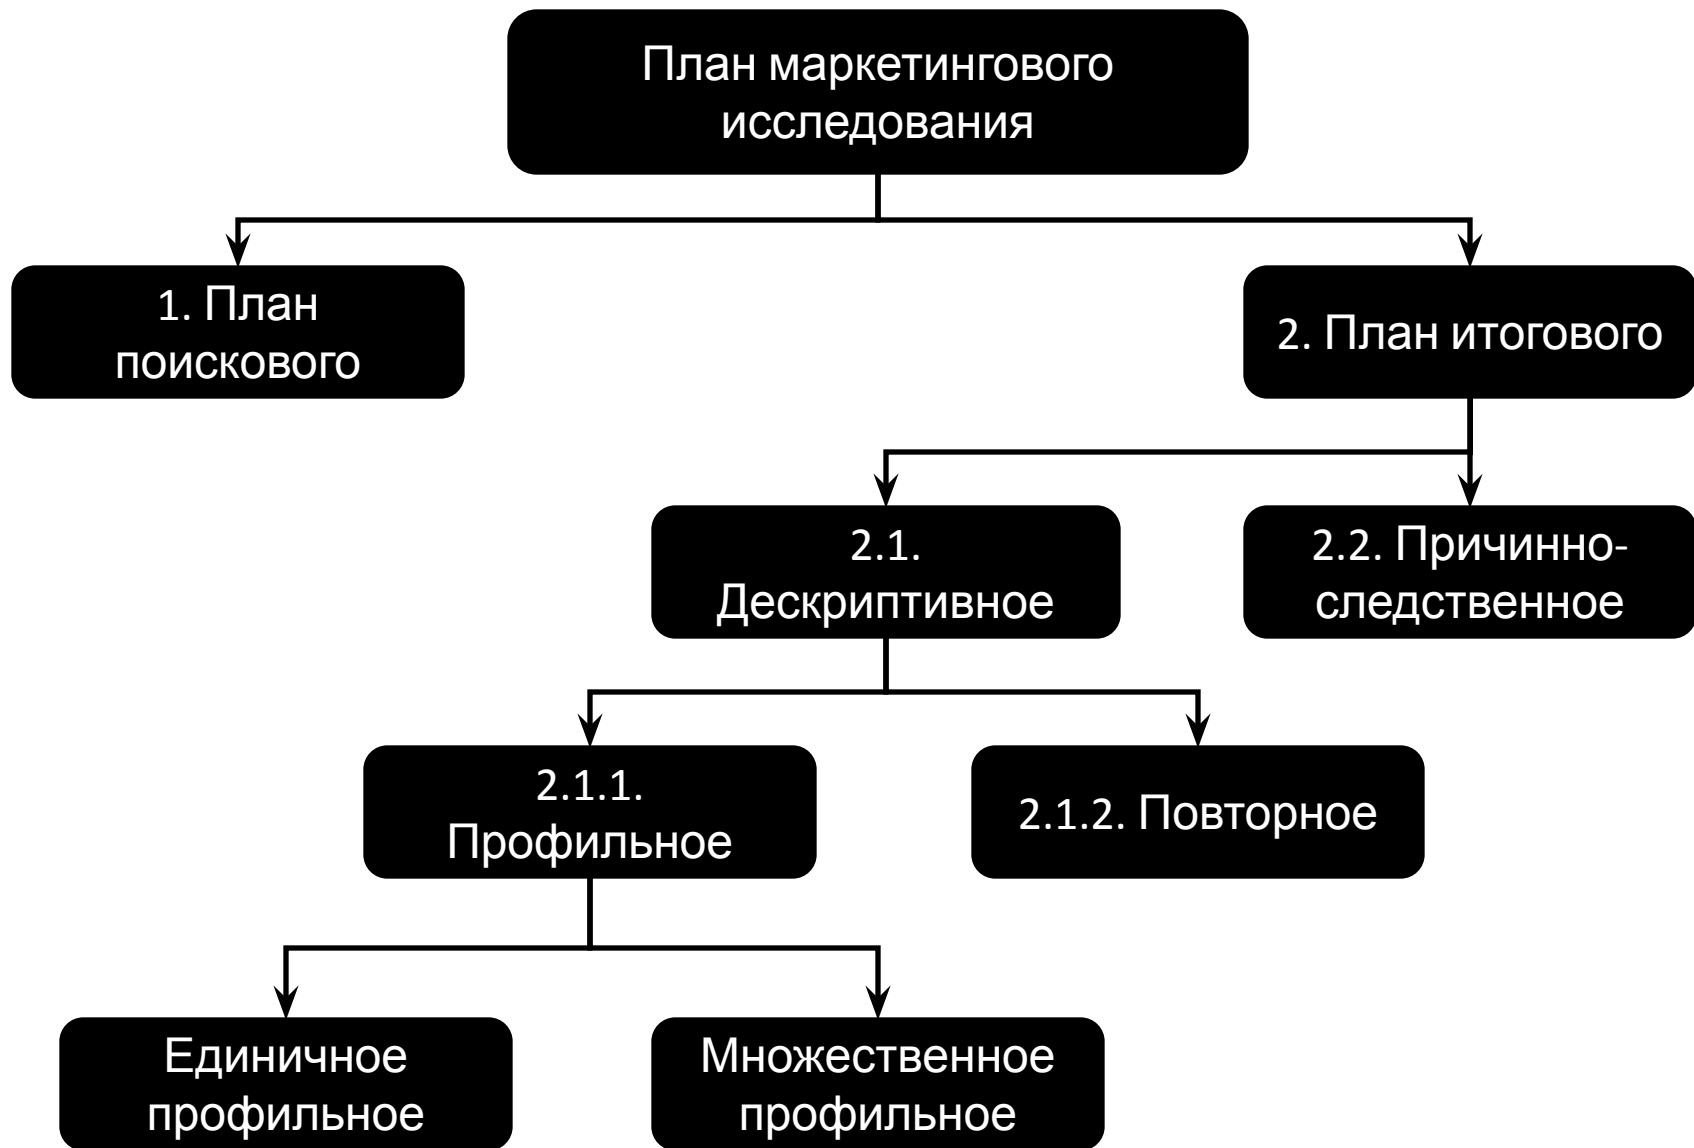 План маркетингового
исследования
1. План
поискового
2. План итогового
2.1.
Дескриптивное
2.2. Причинно-
следственное
2.1.1.
Профильное
2.1.2. Повторное
Единичное
профильное
Множественное
профильное